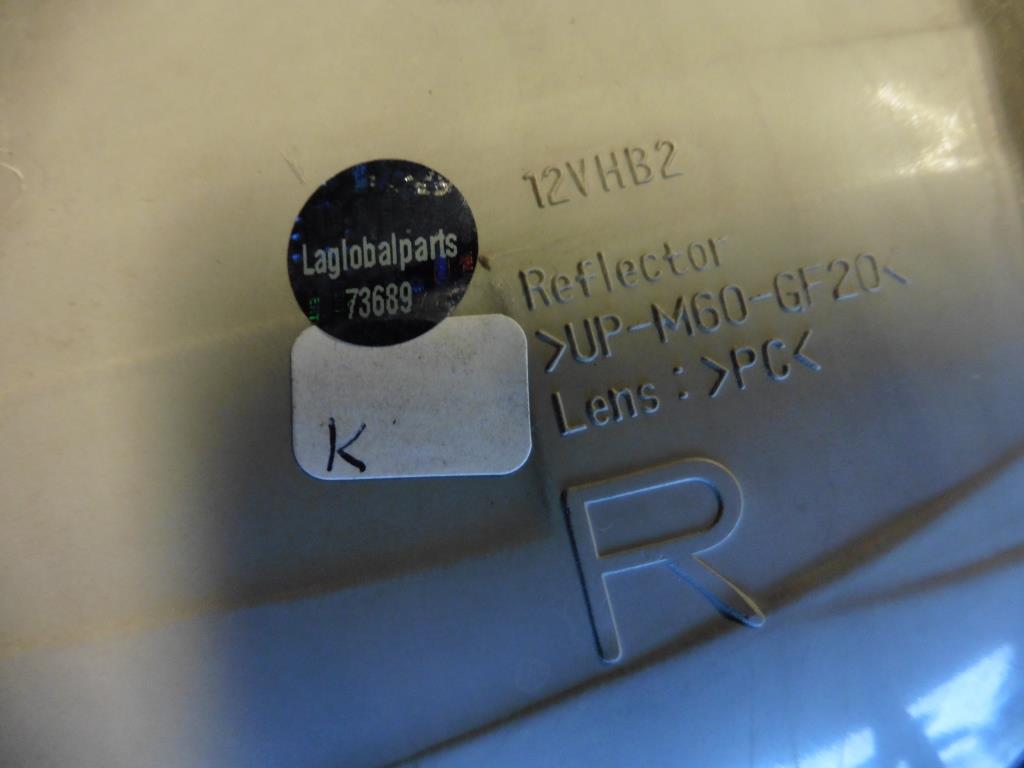 12VHB2
Laglobalparts
73689
Reflector
>UP-M60-GF20<
Lens:>PC<
K
R